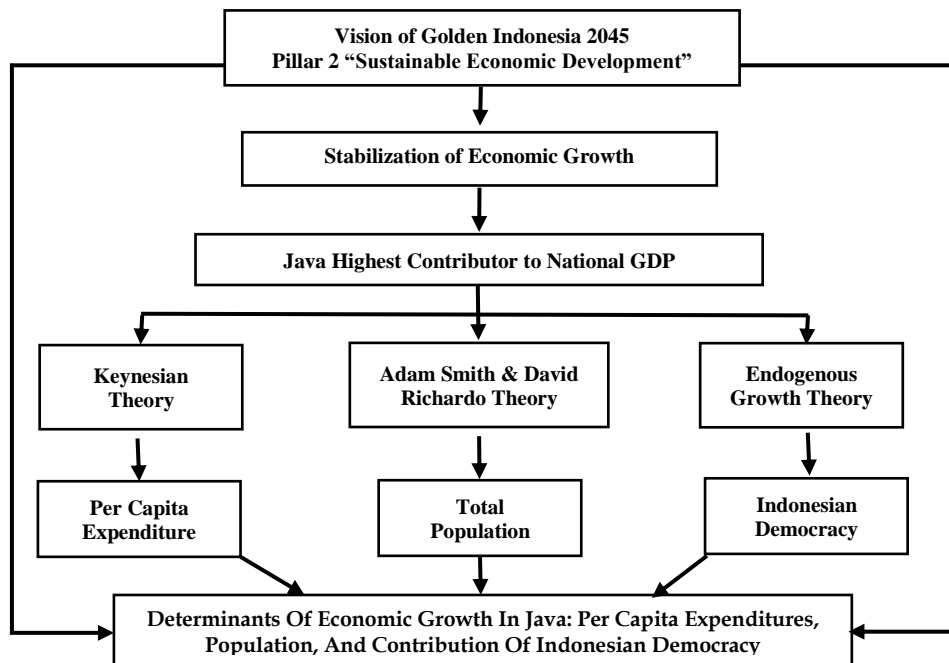 Vision of Golden Indonesia 2045
Pillar 2 “Sustainable Economic Development”
Stabilization of Economic Growth
Java Highest Contributor to National GDP
Keynesian
Theory
Adam Smith & David
Richardo Theory
Endogenous
Growth Theory
Per Capita
Expenditure
Total
Population
Indonesian
Democracy
Determinants Of Economic Growth In Java: Per Capita Expenditures,
Population, And Contribution Of Indonesian Democracy